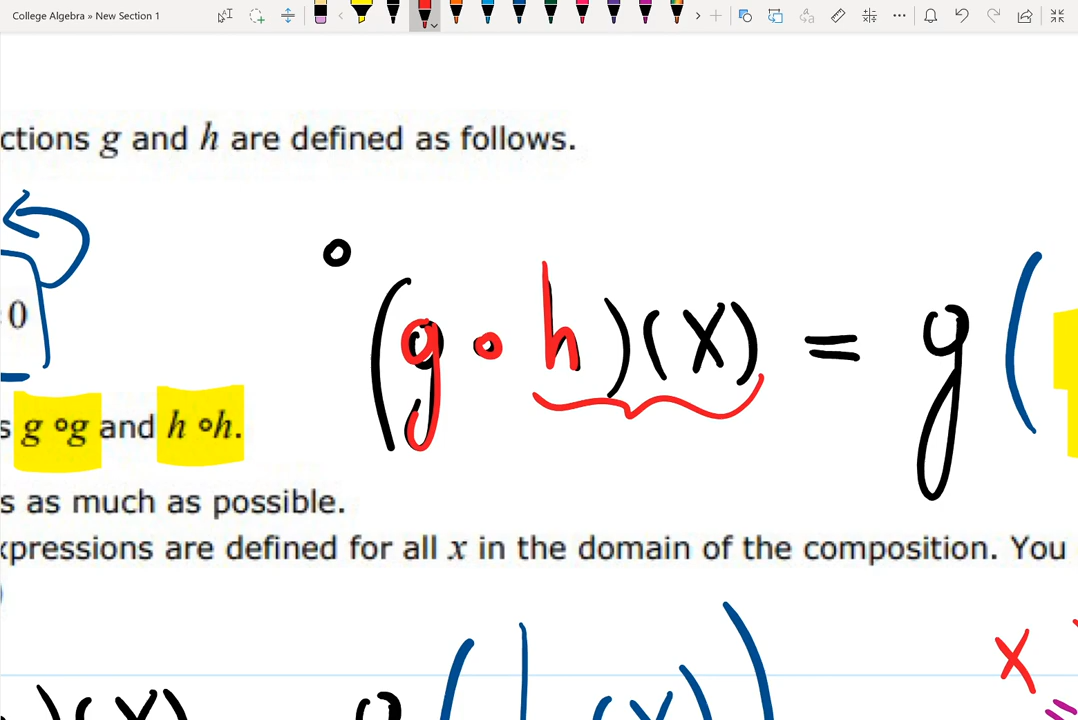 College Algebra » New Section 1
ctions g and h are defined as follows.
0
(g∘h)(x) = g(
s g ∘g and h ∘h.
s as much as possible.
xpressions are defined for all x in the domain of the composition. You
x
)(x) g((x))